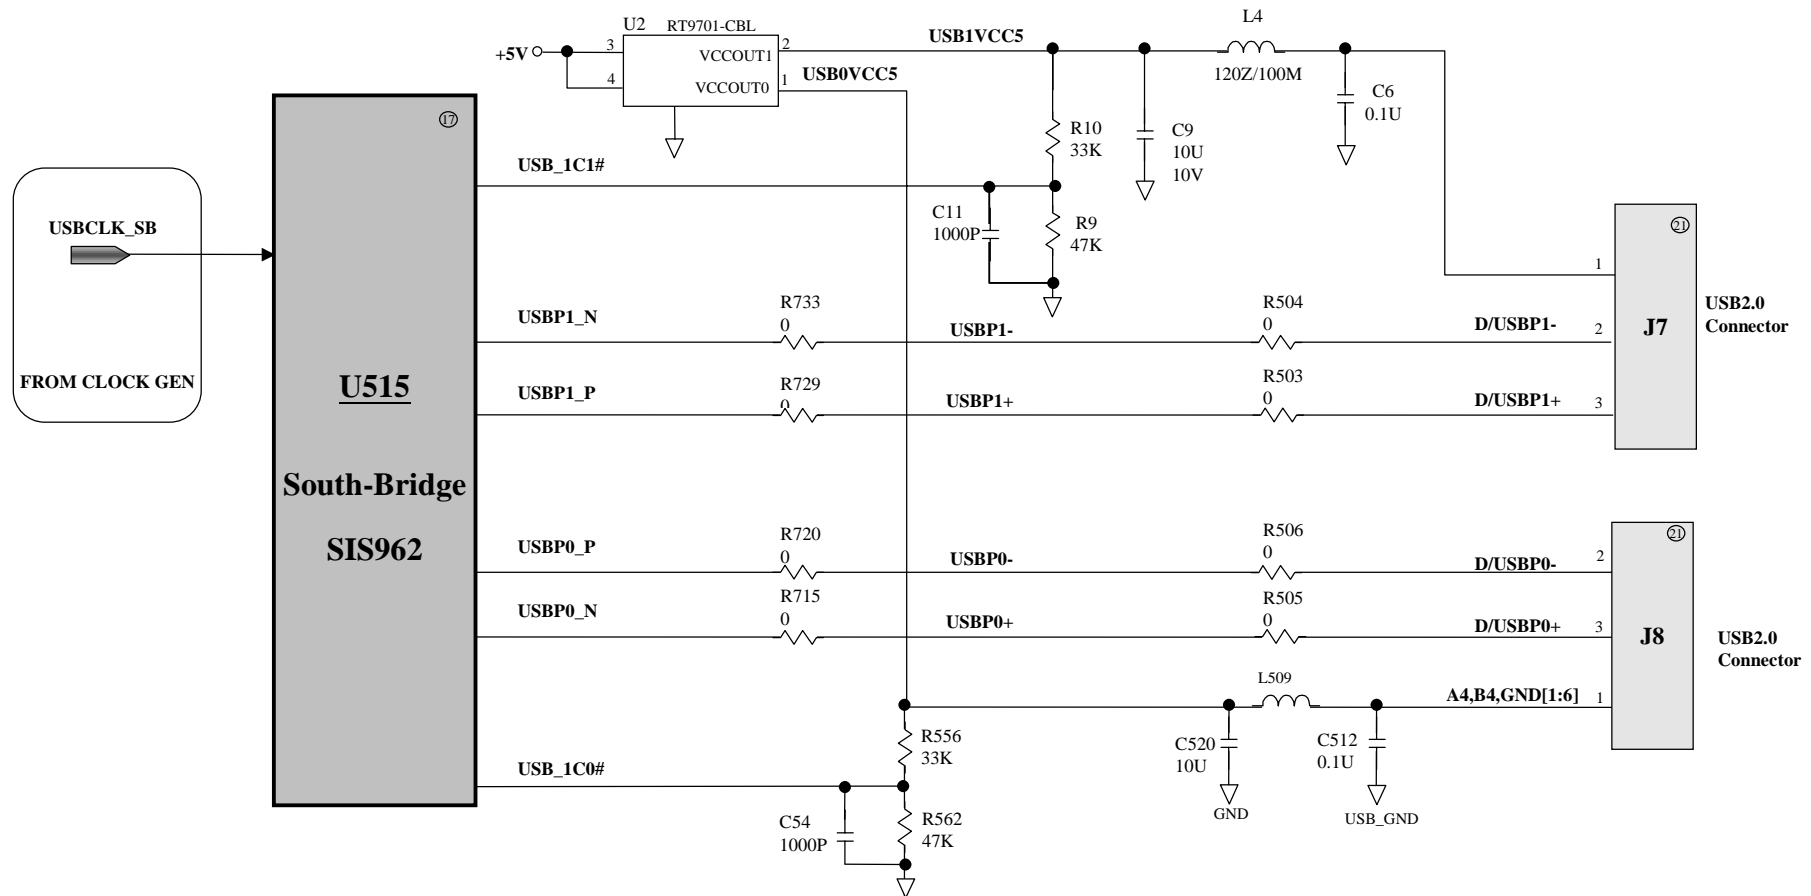 U2 RT9701-CBL
+5V
3
4
VCCOUT1
VCCOUT0
2
1
USB1VCC5
USB0VCC5
L4
120Z/100M
C6
0.1U
R10
33K
C9
10U
10V
17
USB_1C1#
C11
1000P
R9
47K
USBCLK_SB
FROM CLOCK GEN
U515
South-Bridge
SIS962
21
1
USB2.0
Connector
J7
USBP1_N
R733
0
USBP1-
R504
0
D/USBP1-
2
USBP1_P
R729
0
USBP1+
R503
0
D/USBP1+
3
21
USBP0_P
R720
0
USBP0-
R506
0
D/USBP0-
2
USBP0_N
R715
0
USBP0+
R505
0
D/USBP0+
3
J8
USB2.0
Connector
L509
A4,B4,GND[1:6]
1
R556
33K
C520
10U
GND
C512
0.1U
USB_GND
USB_1C0#
C54
1000P
R562
47K